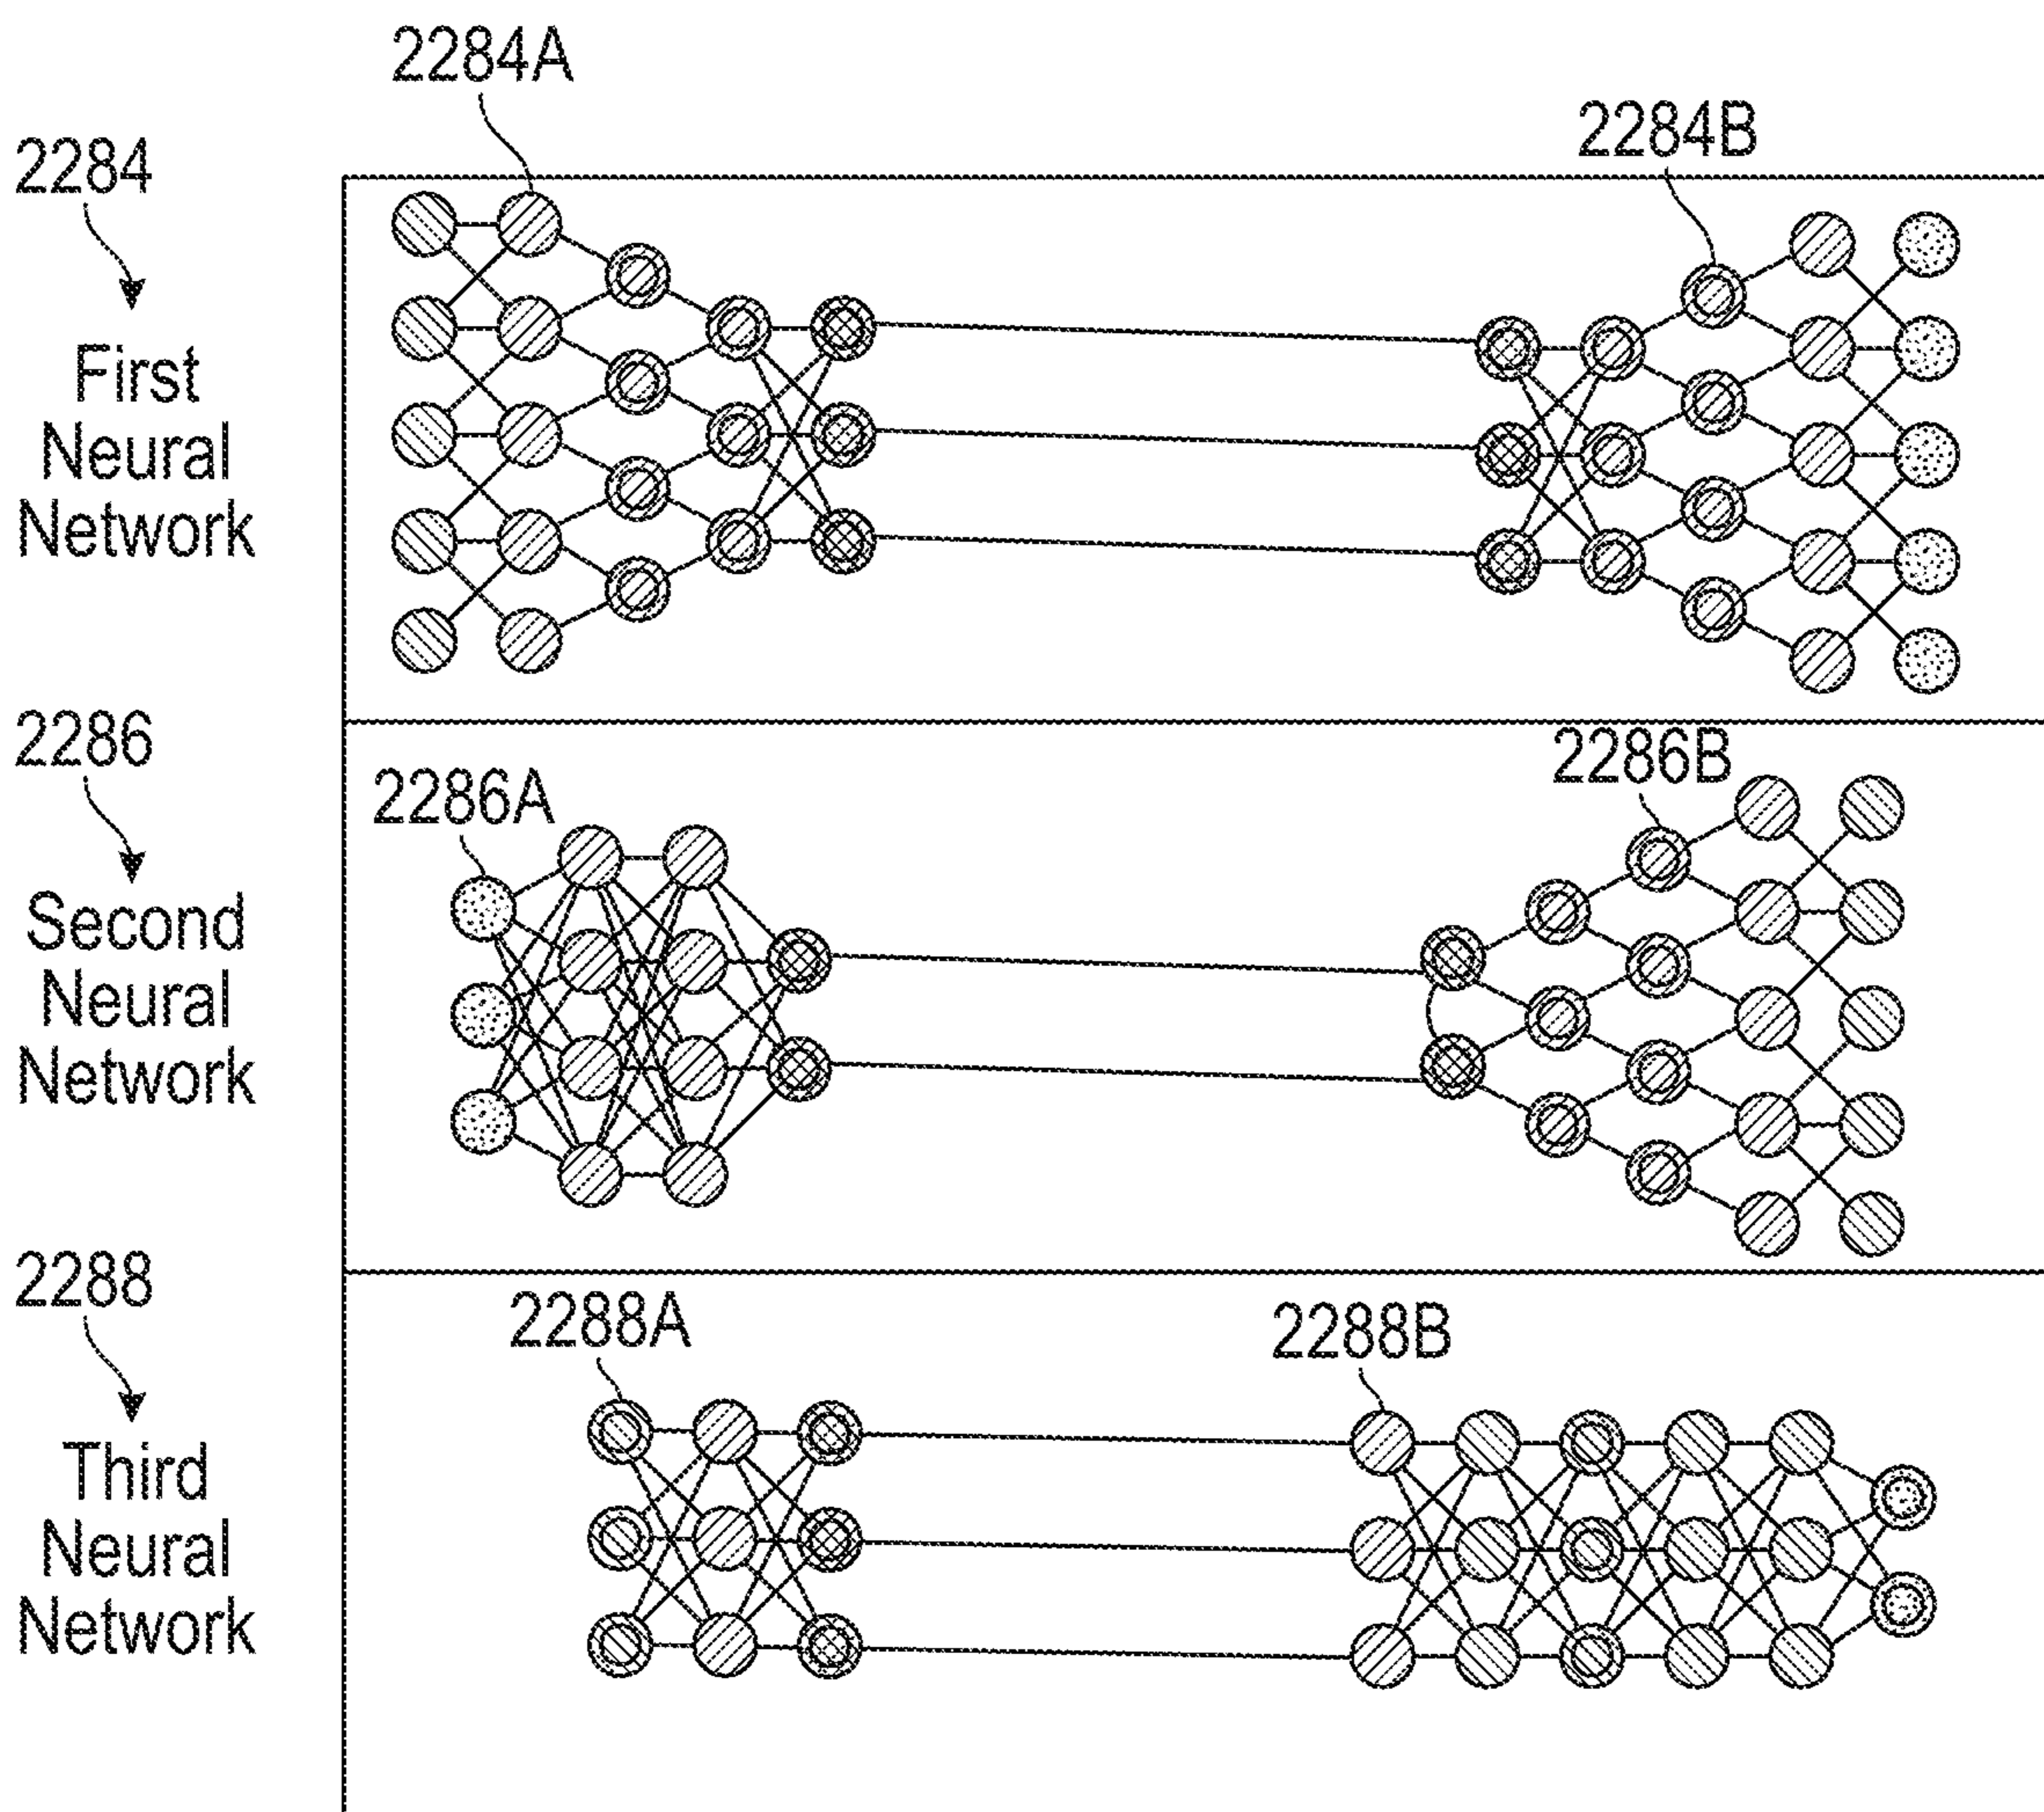 2284A
2284B
2284
First
Neural
Network
2286
2286A
2286B
Second
Neural
Network
2288
2288A
2288B
Third
Neural
Network